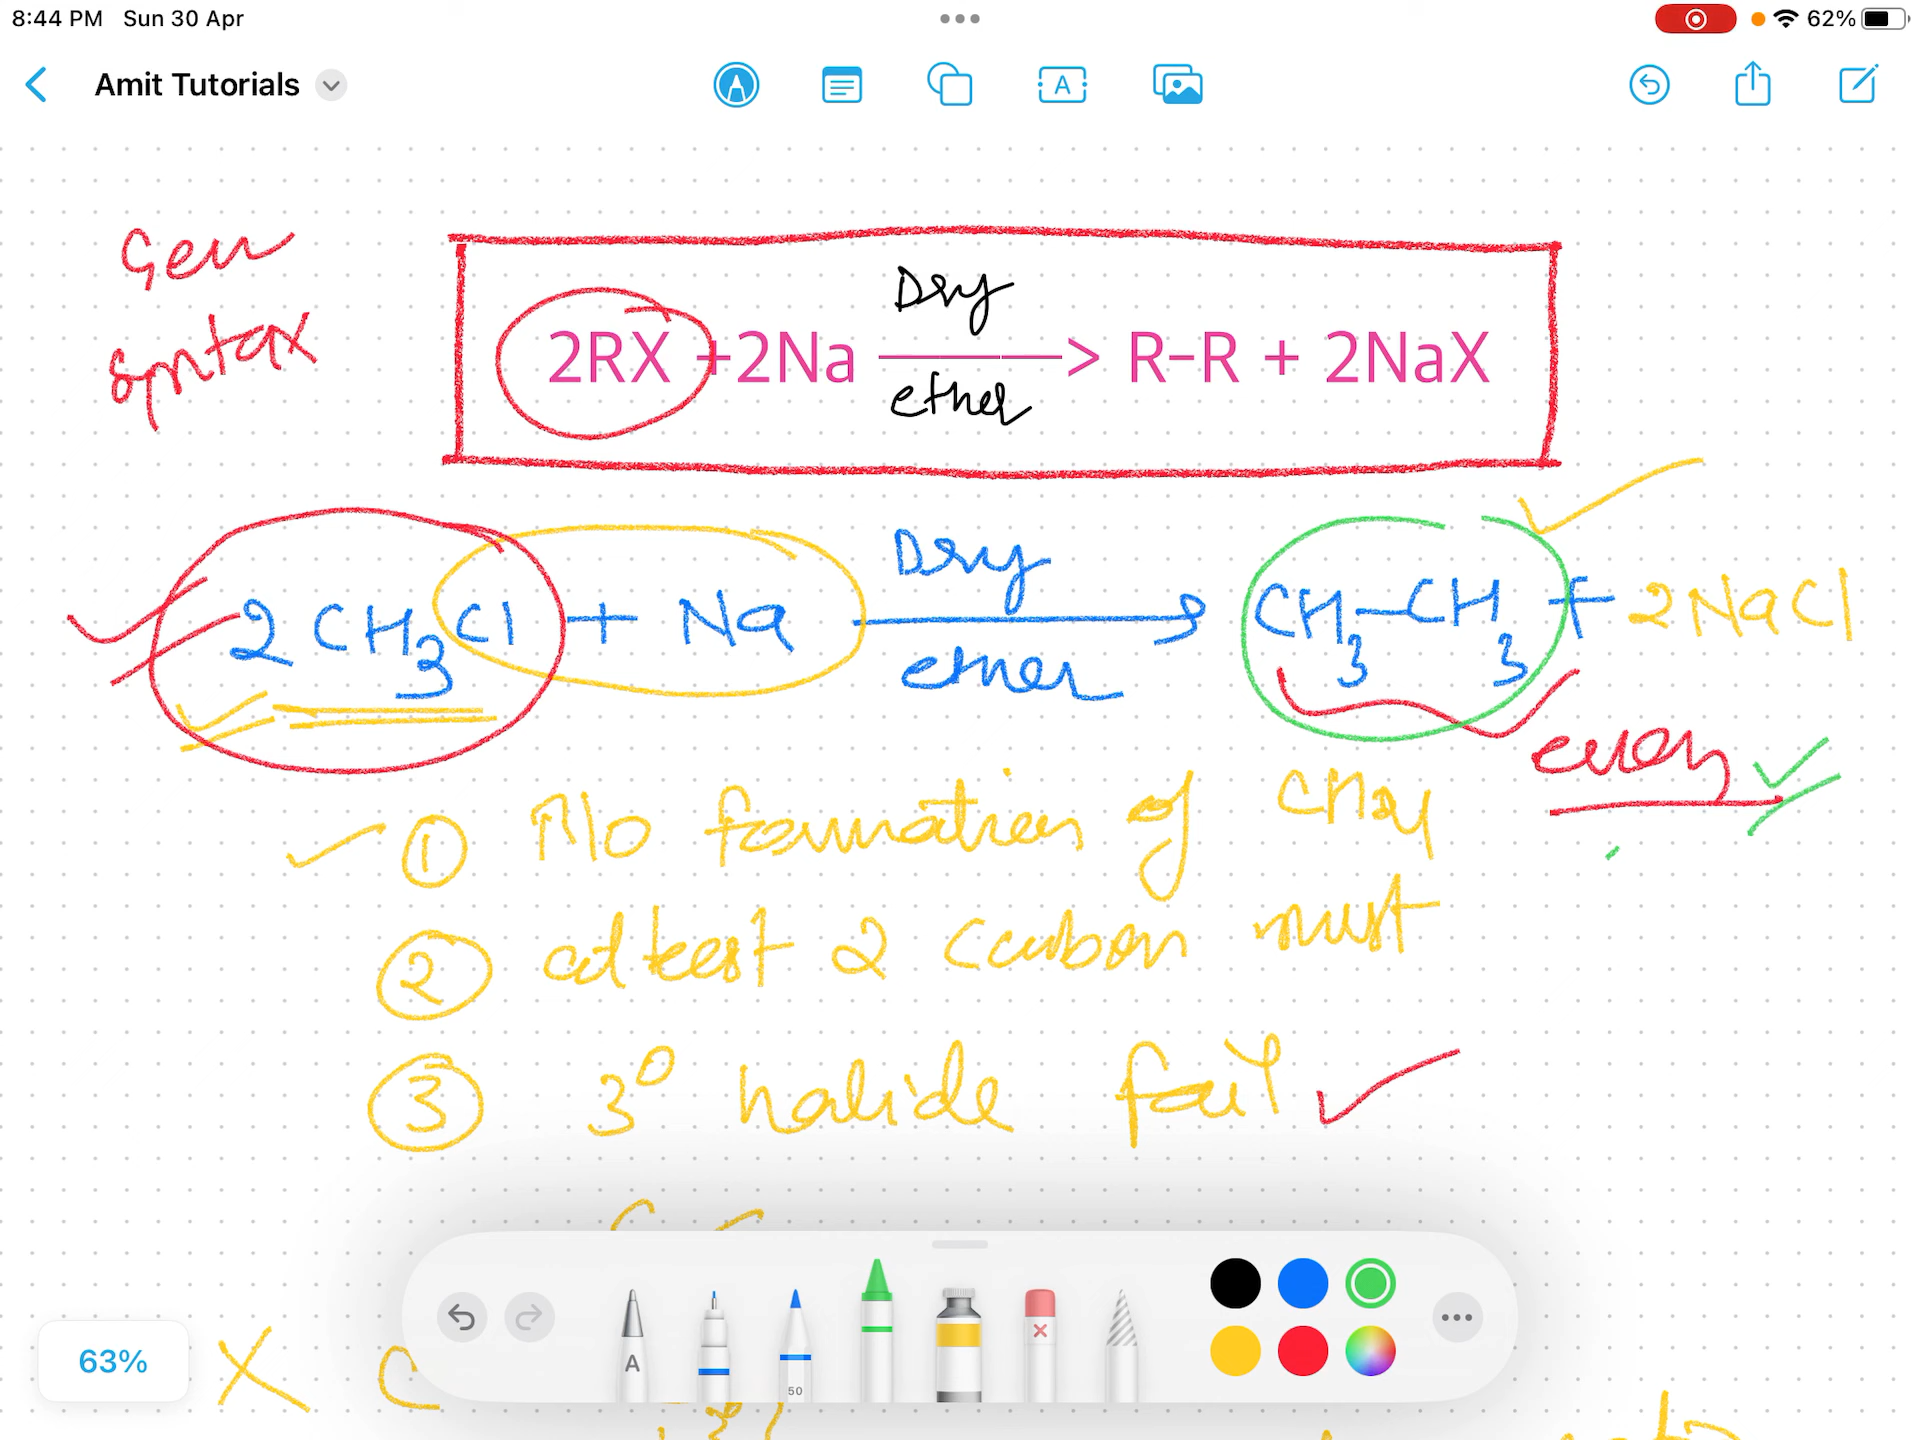 8:44 PM Sun 30 Apr
62%
Amit Tutorials
Gen
Syntax
Dry
2RX +2Na ————> R-R + 2NaX
ether
Dry
2 CH3Cl + Na → CH3-CH3 + 2NaCl
ether
even
① No formation of CH4
② atleast 2 Carbon must
③ 3° halide fail
A
50
63%
X C